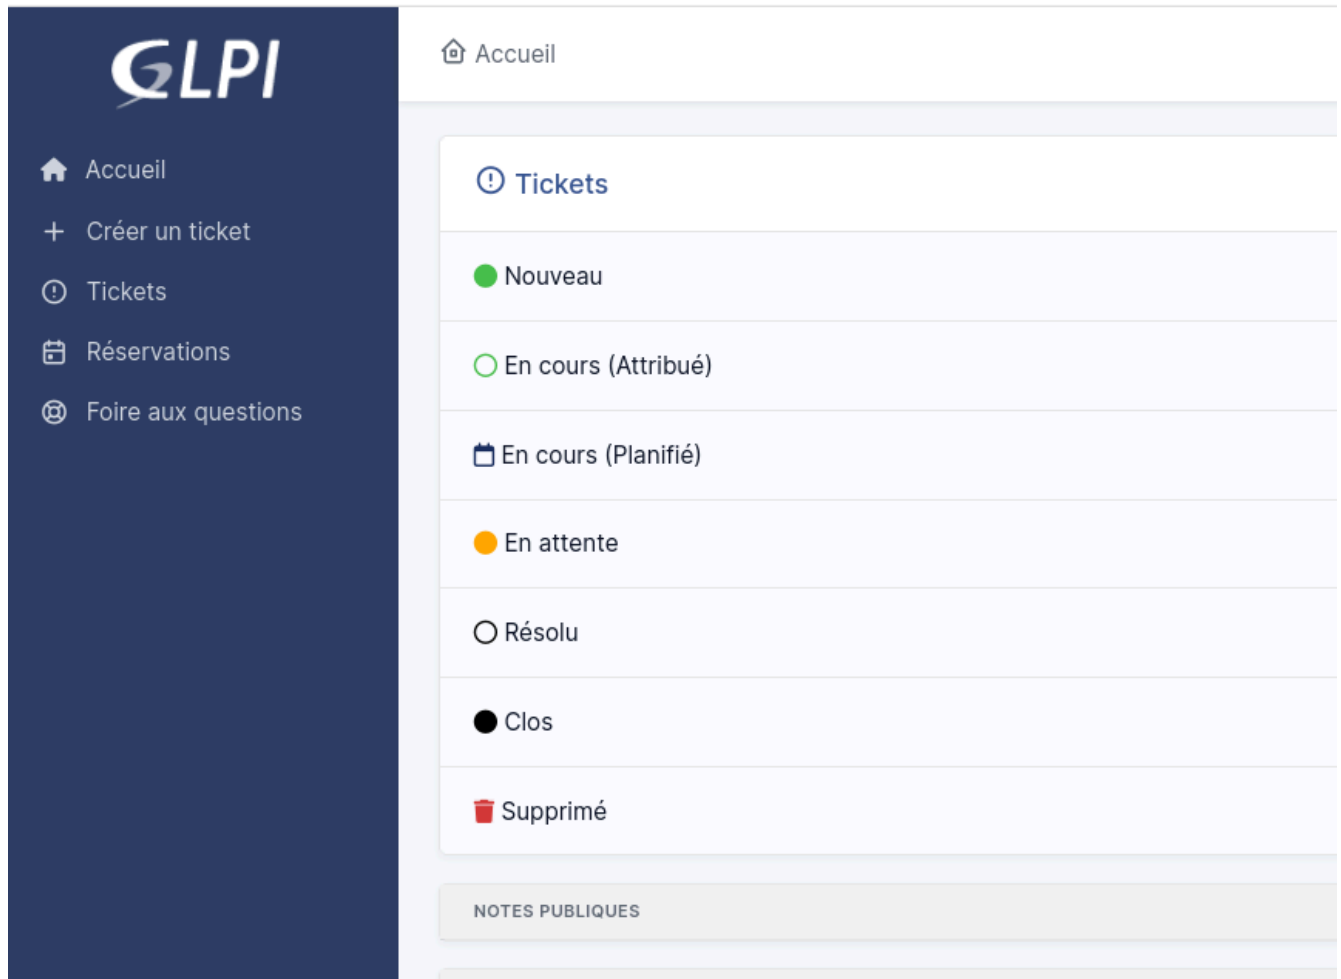 GLPI
Accueil
Créer un ticket
Tickets
Réservations
Foire aux questions
Accueil
Tickets
Nouveau
En cours (Attribué)
En cours (Planifié)
En attente
Résolu
Clos
Supprimé
NOTES PUBLIQUES